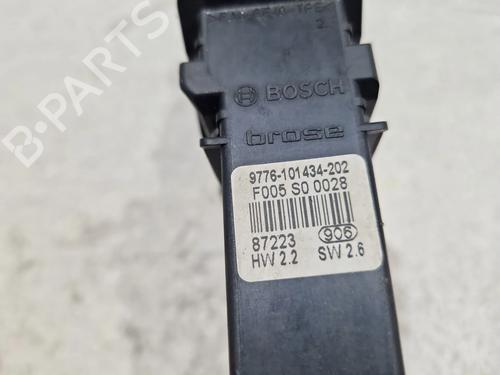 BOSCH
brose
9776-101434-202
F005 S0 0028
87223 906
HW 2.2 SW 2.6
B-PARTS